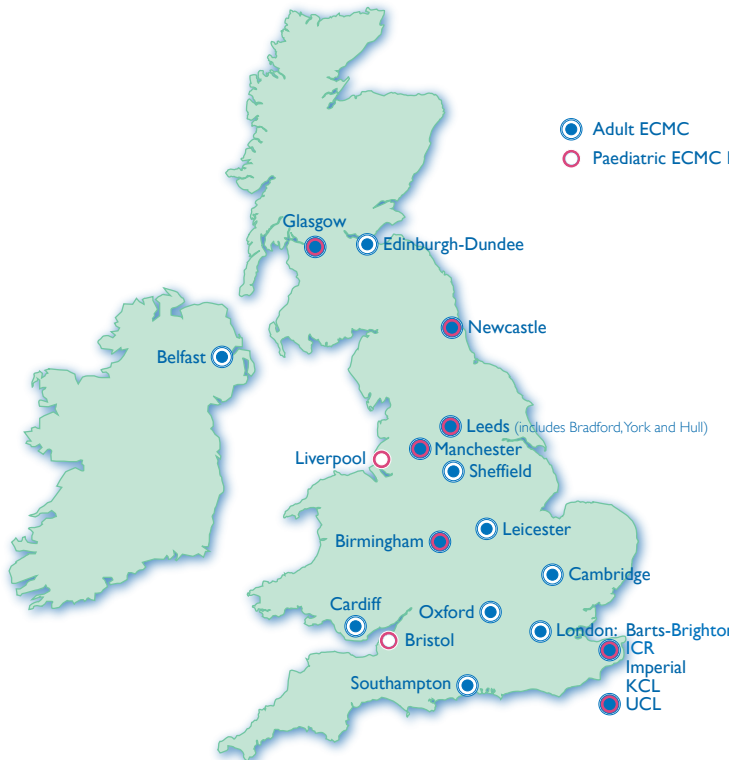 Adult ECMC
Paediatric ECMC
Glasgow
Edinburgh-Dundee
Newcastle
Belfast
Leeds (includes Bradford, York and Hull)
Manchester
Liverpool
Sheffield
Leicester
Birmingham
Cambridge
Cardiff
Oxford
London: Barts-Brighton
Bristol
ICR
Imperial
Southampton
KCL
UCL